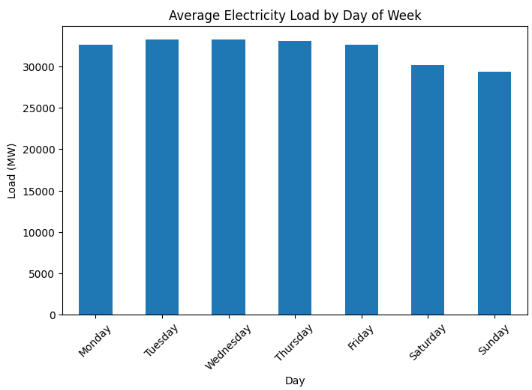 Average Electricity Load by Day of Week
Load (MW)
30000
25000
20000
15000
10000
5000
0
Monday
Tuesday
Wednesday
Thursday
Friday
Saturday
Sunday
Day